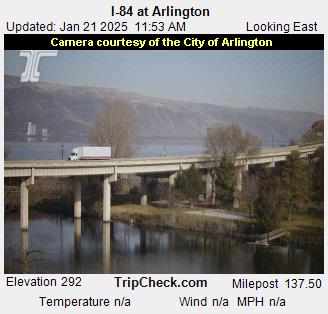 I-84 at Arlington
Updated: Jan 21 2025 11:53 AM Looking East
Camera courtesy of the City of Arlington
Elevation 292 TripCheck.com Milepost 137.50
Temperature n/a Wind n/a MPH n/a